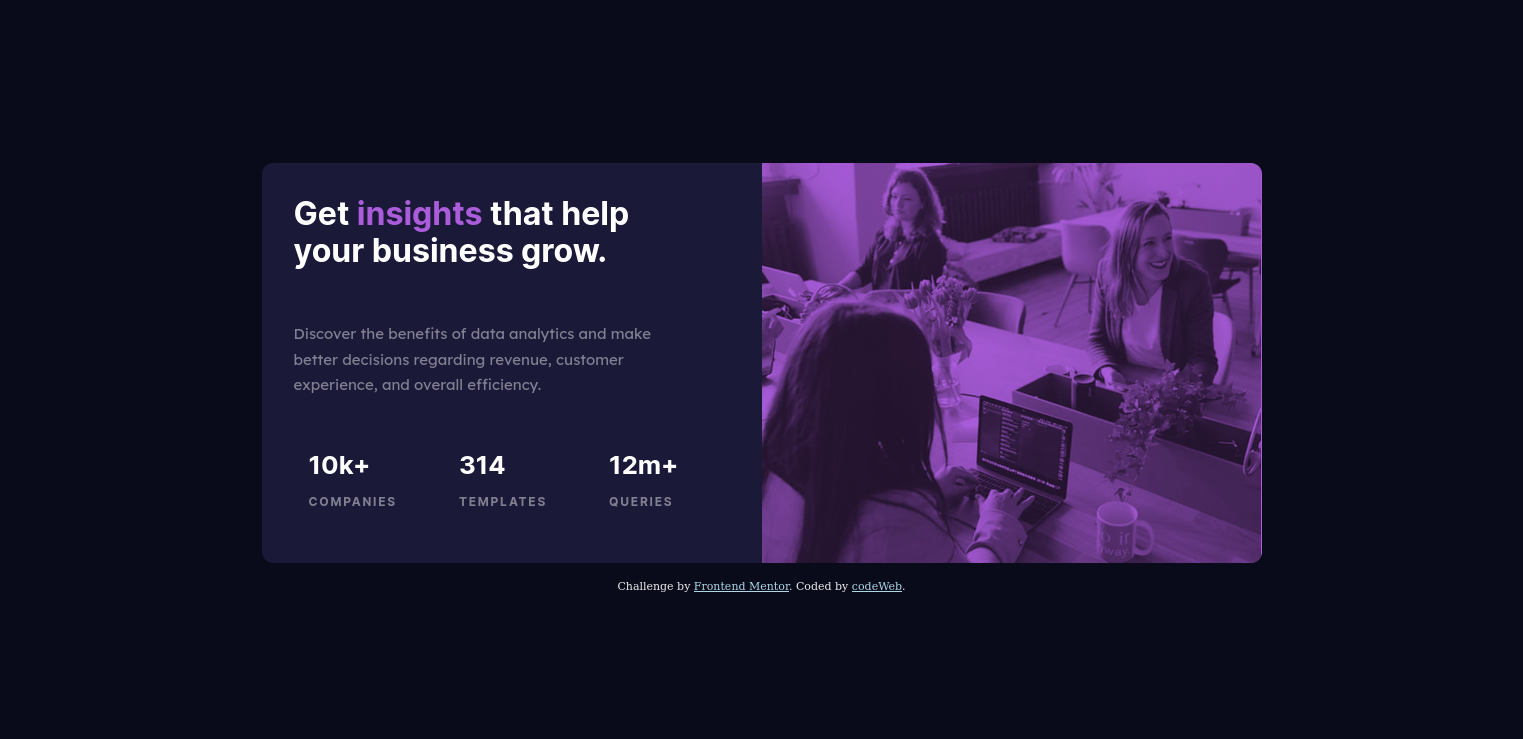 Get insights that help
your business grow.
Discover the benefits of data analytics and make
better decisions regarding revenue, customer
experience, and overall efficiency.
10k+
314
12m+
COMPANIES
TEMPLATES
QUERIES
Challenge by Frontend Mentor. Coded by codeWeb.